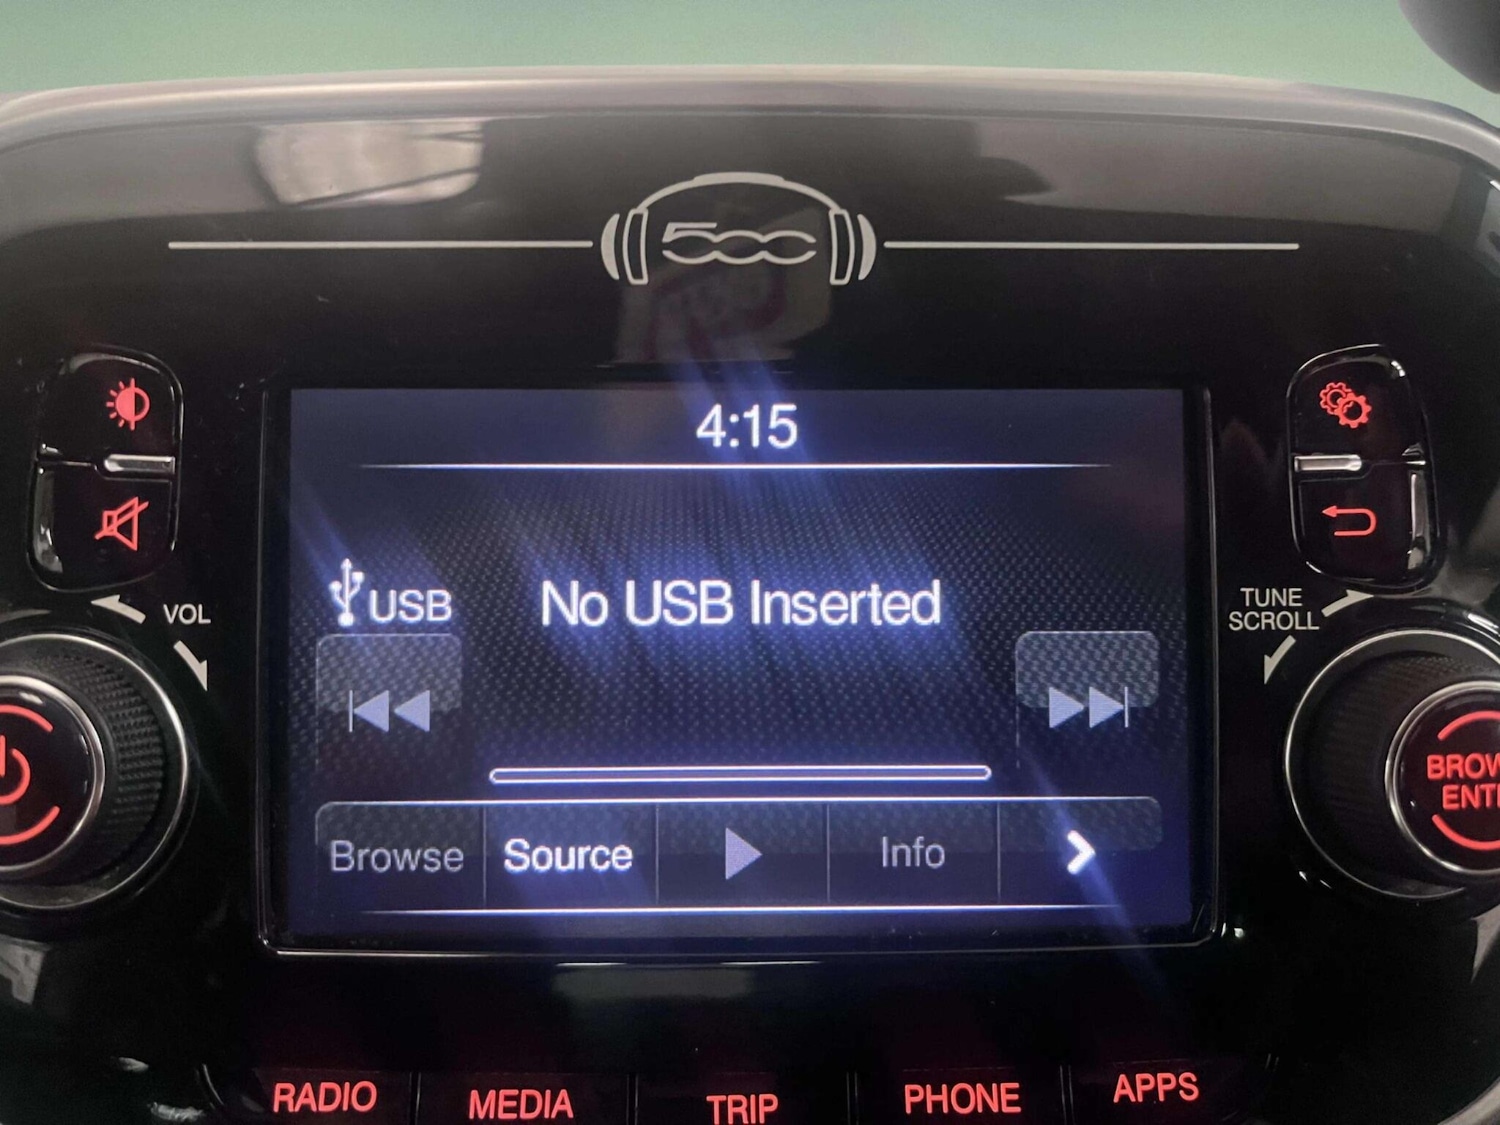 500
4:15
VOL
USB
No USB Inserted
TUNE
SCROLL
Browse
Source
Info
RADIO
MEDIA
TRIP
PHONE
APPS